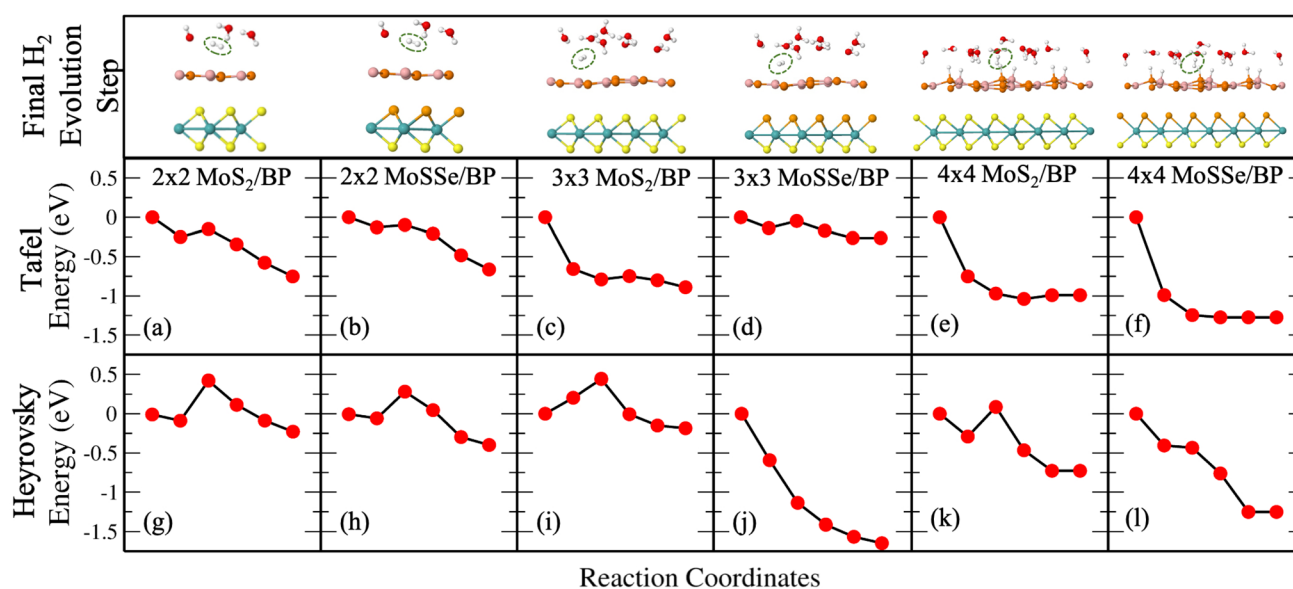 Final H2
Evolution
Step
2x2 MoS2/BP
2x2 MoSSe/BP
3x3 MoS2/BP
3x3 MoSSe/BP
4x4 MoS2/BP
4x4 MoSSe/BP
Tafel
Energy (eV)
0.5
0
-0.5
-1
-1.5
(a)
(b)
(c)
(d)
(e)
(f)
Heyrovsky
Energy (eV)
0.5
0
-0.5
-1
-1.5
(g)
(h)
(i)
(j)
(k)
(l)
Reaction Coordinates